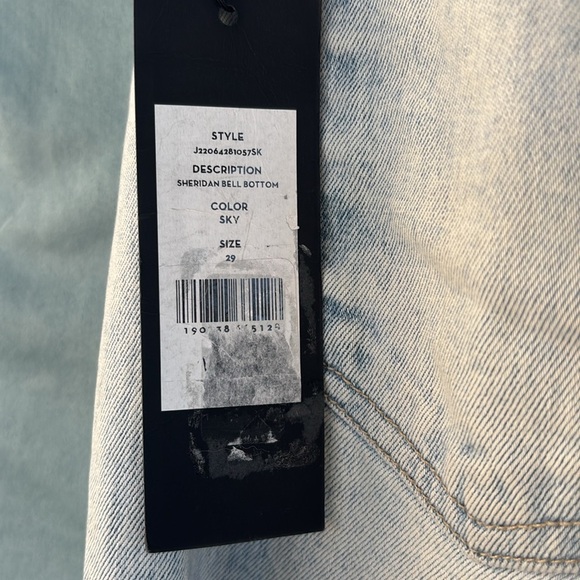 STYLE
J22064281057SK
DESCRIPTION
SHERIDAN BELL BOTTOM
COLOR
SKY
SIZE
29